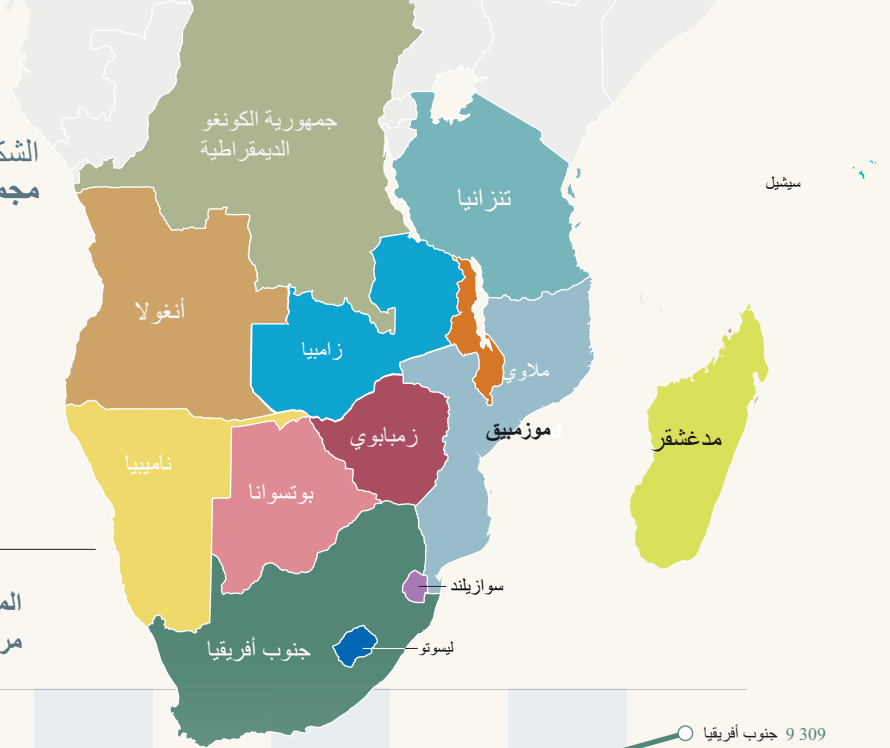 جمهورية الكونغو
الديمقراطية
تنزانيا
سيشيل
أنغولا
زامبيا
ملاوي
موزمبيق
زمبابوي
مدغشقر
ناميبيا
بوتسوانا
سوازيلند
ليسوتو
جنوب أفريقيا
9 309 جنوب أفريقيا